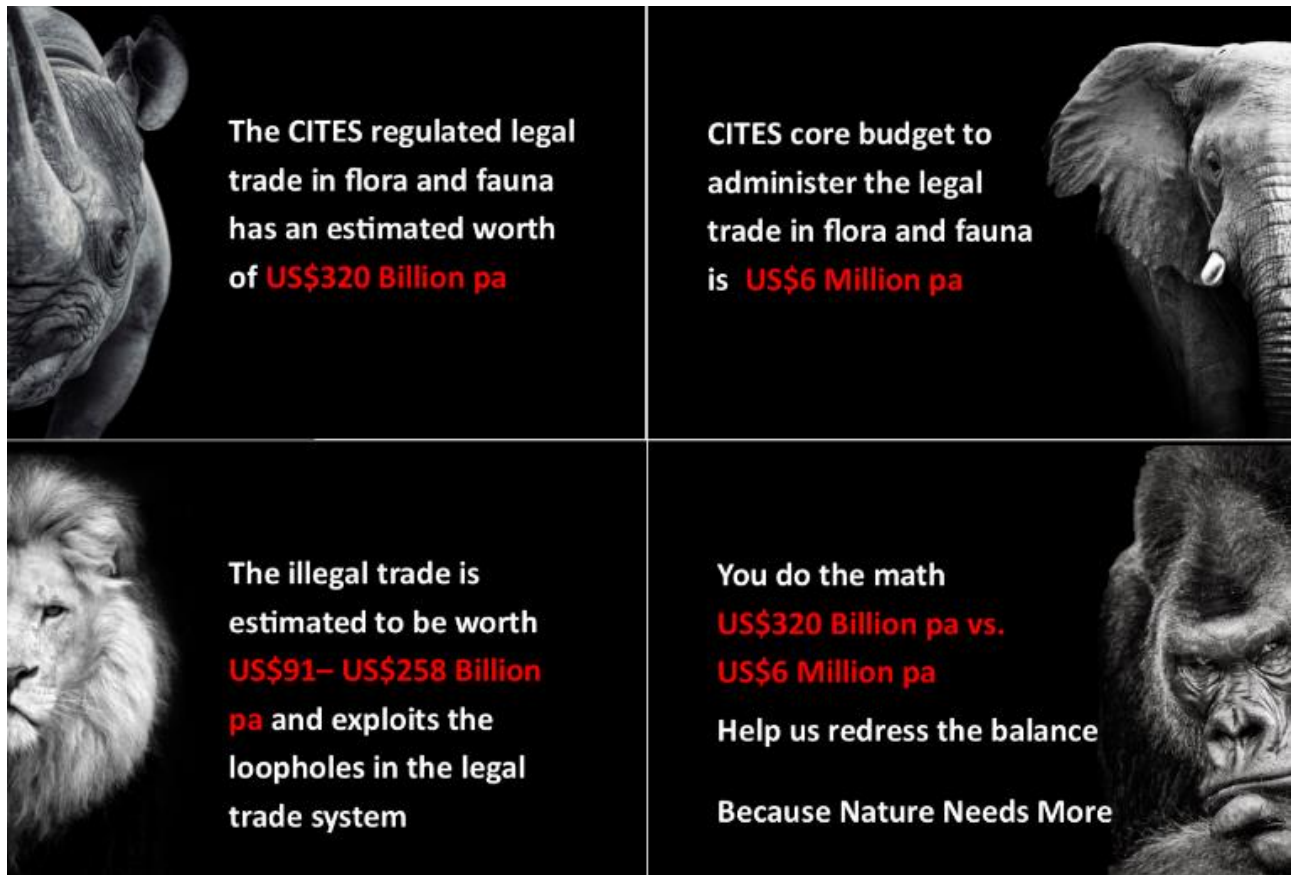 The CITES regulated legal
trade in flora and fauna
has an estimated worth
of US$320 Billion pa
CITES core budget to
administer the legal
trade in flora and fauna
is US$6 Million pa
The illegal trade is
estimated to be worth
US$91– US$258 Billion
pa and exploits the
loopholes in the legal
trade system
You do the math
US$320 Billion pa vs.
US$6 Million pa
Help us redress the balance
Because Nature Needs More